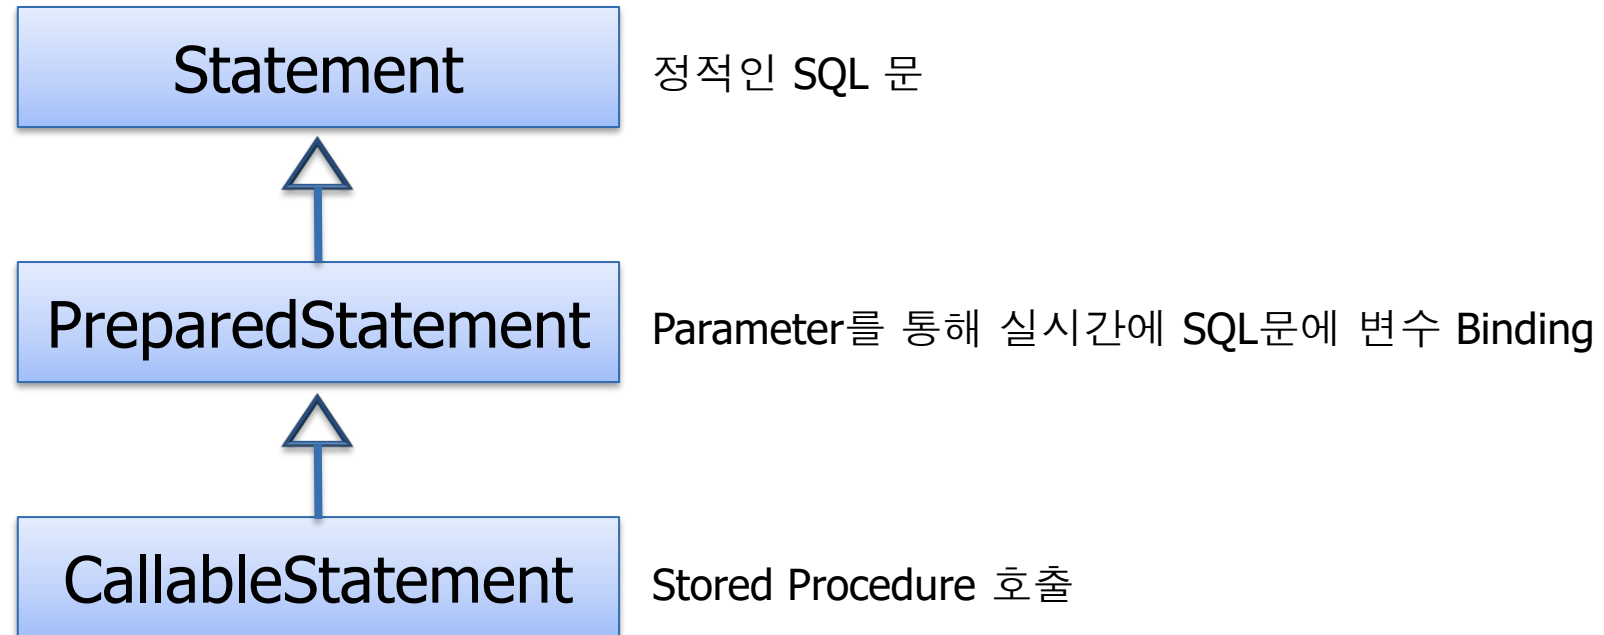 Statement
정적인 SQL 문
PreparedStatement
Parameter를 통해 실시간에 SQL문에 변수 Binding
CallableStatement
Stored Procedure 호출